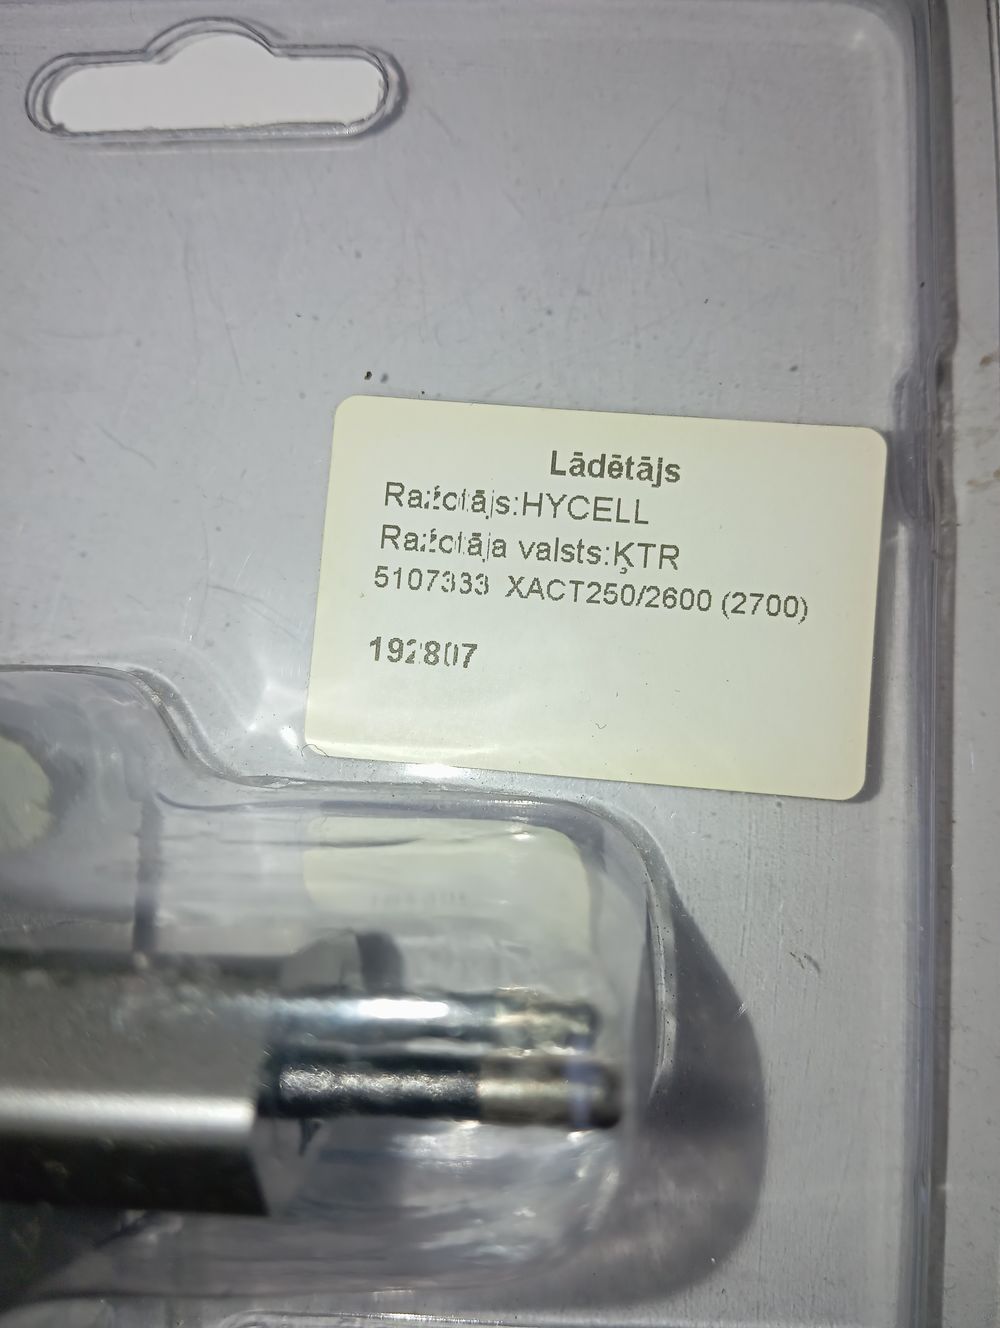 Lādētājs
Ražotājs:HYCELL
Ražotāja valsts:ĶTR
5107333 XACT250/2600 (2700)
192807